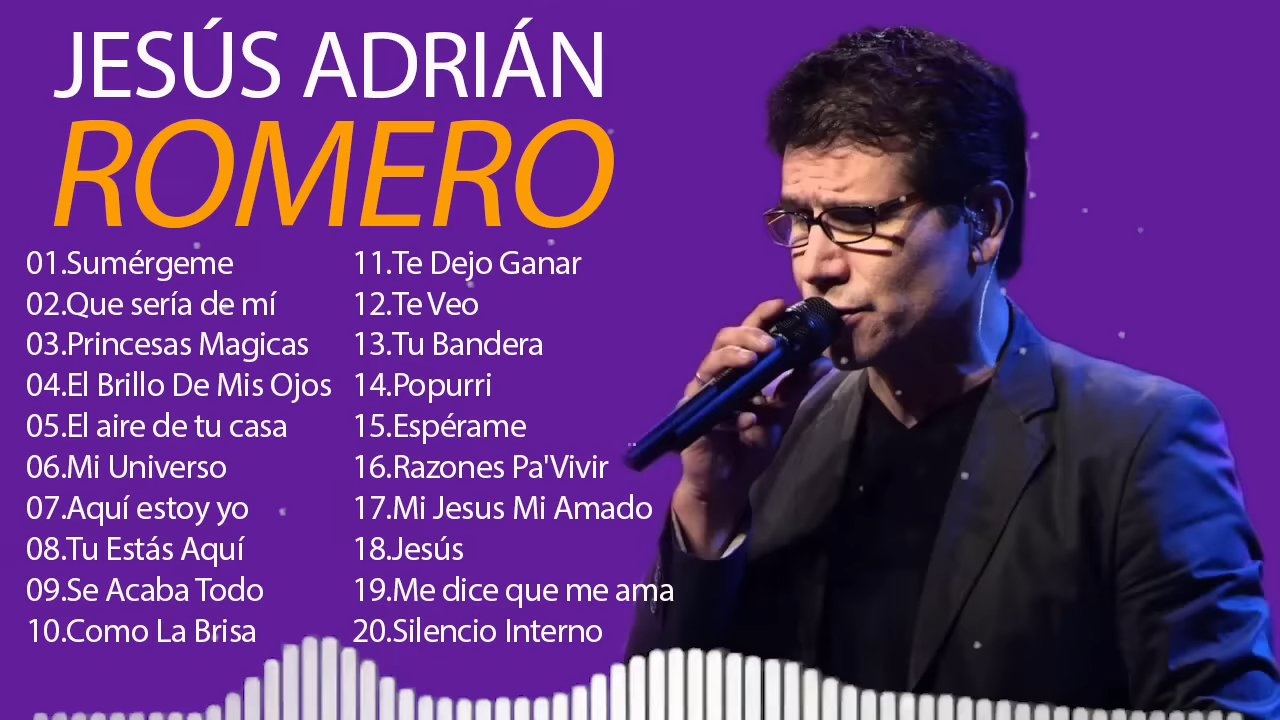 JESÚS ADRIÁN
ROMERO
01.Sumérgeme
02.Que sería de mí
03.Princesas Magicas
04.El Brillo De Mis Ojos
05.El aire de tu casa
06.Mi Universo
07.Aquí estoy yo
08.Tu Estás Aquí
09.Se Acaba Todo
10.Como La Brisa
11.Te Dejo Ganar
12.Te Veo
13.Tu Bandera
14.Popurri
15.Espérame
16.Razones Pa'Vivir
17.Mi Jesus Mi Amado
18.Jesús
19.Me dice que me ama
20.Silencio Interno